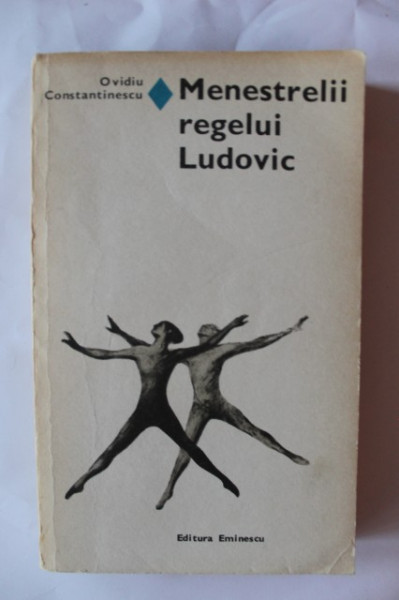 Ovidiu
Constantinescu
Menestrelii
regelui
Ludovic
Editura Eminescu